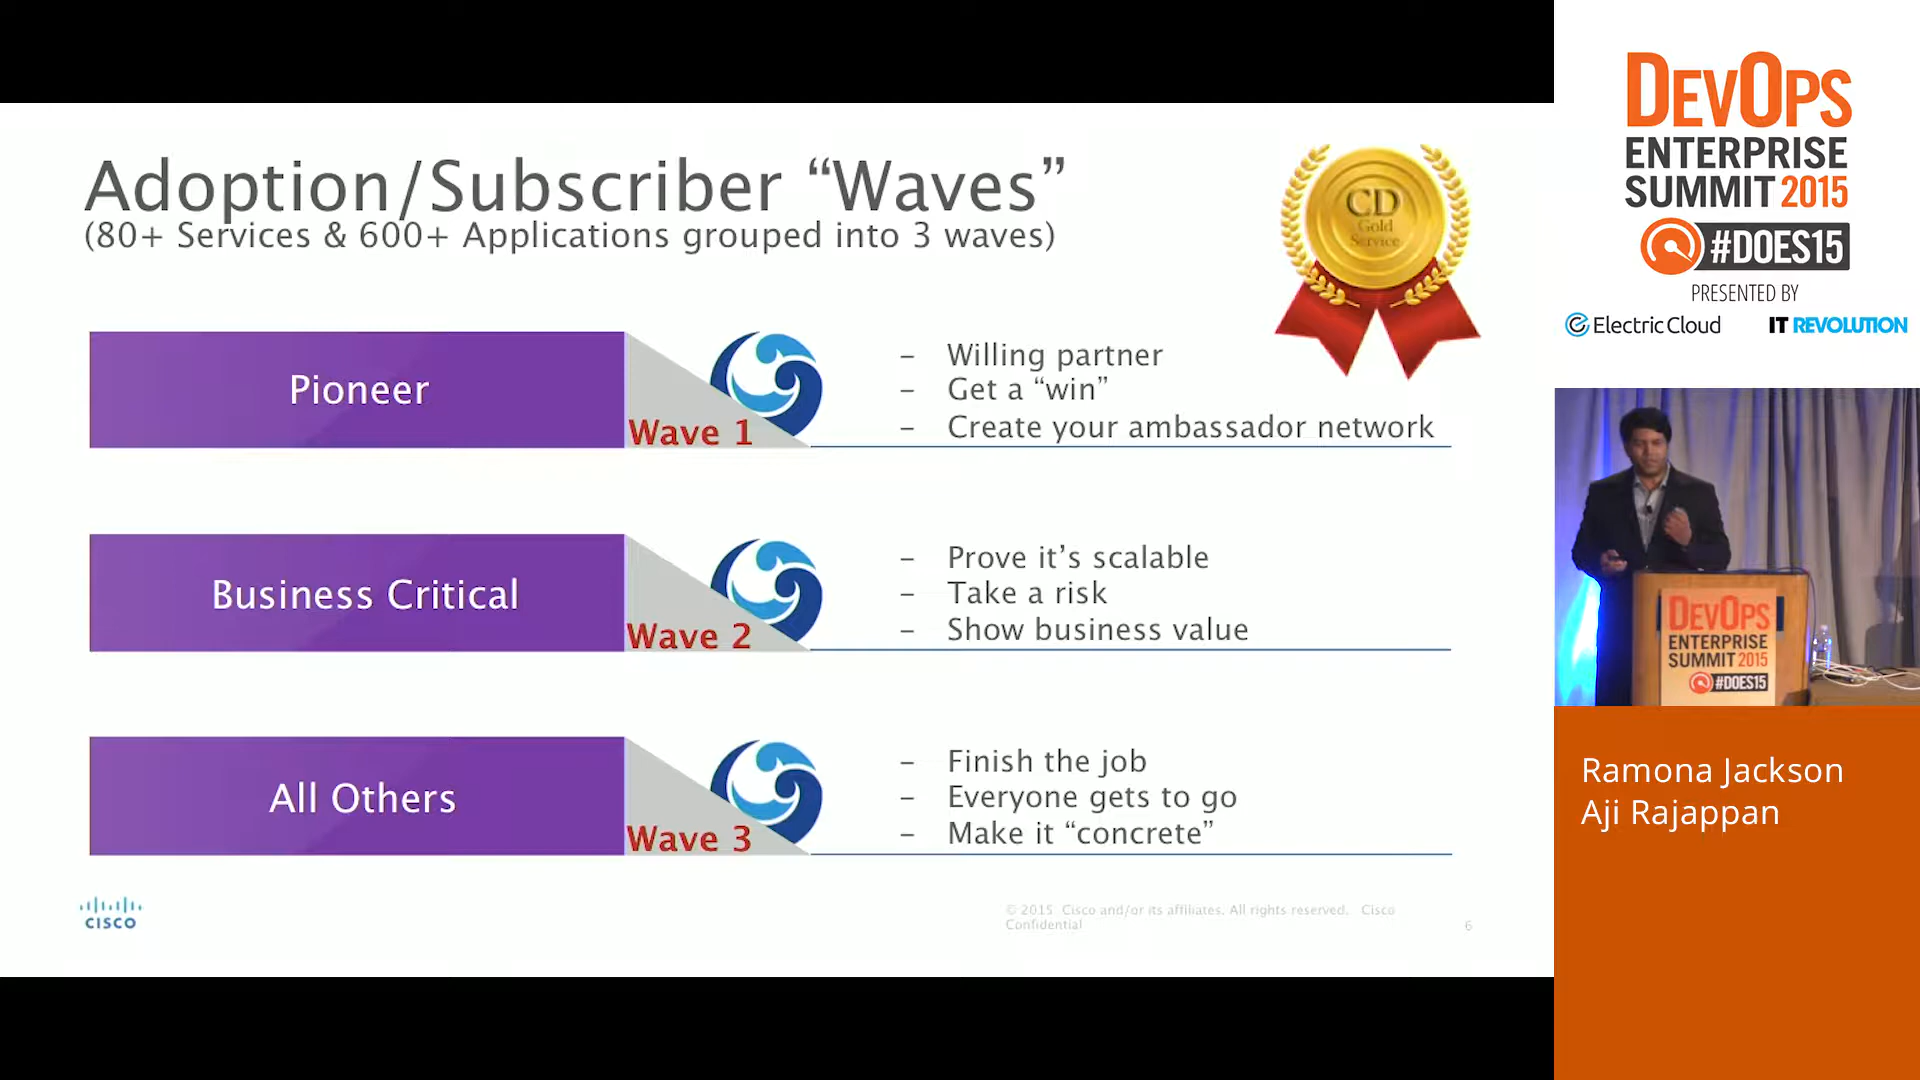 Adoption/Subscriber “Waves”
(80+ Services & 600+ Applications grouped into 3 waves)
CD
Gold
Service
Pioneer
Wave 1
– Willing partner
– Get a “win”
– Create your ambassador network
Business Critical
Wave 2
– Prove it’s scalable
– Take a risk
– Show business value
All Others
Wave 3
– Finish the job
– Everyone gets to go
– Make it “concrete”
CISCO
© 2015 Cisco and/or its affiliates. All rights reserved. Cisco
Confidential
6
DEVOPS
ENTERPRISE
SUMMIT 2015
#DOES15
PRESENTED BY
Electric Cloud
IT REVOLUTION
DEVOPS
ENTERPRISE
SUMMIT 2015
#DOES15
Ramona Jackson
Aji Rajappan